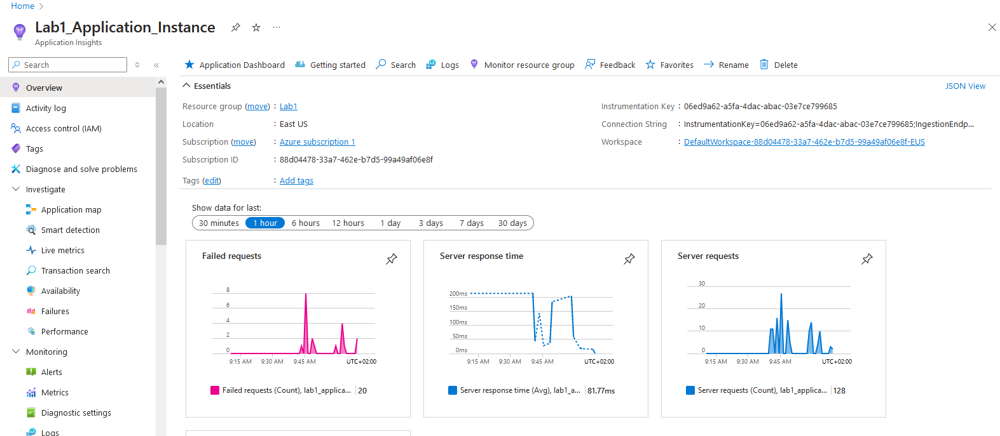 Home
Lab1_Application_Instance
Application Insights
Search
Overview
Activity log
Access control (IAM)
Tags
Diagnose and solve problems
Investigate
Application map
Smart detection
Live metrics
Transaction search
Availability
Failures
Performance
Monitoring
Alerts
Metrics
Diagnostic settings
Logs
Application Dashboard Getting started Search Logs Monitor resource group Feedback Favorites Rename Delete
Essentials JSON View
Resource group (move) : Lab1
Location : East US
Subscription (move) : Azure subscription 1
Subscription ID : 88d04478-33a7-462e-b7d5-99a49af06e8f
Tags (edit) : Add tags
Instrumentation Key : 06ed9a62-a5fa-4dac-abac-03e7ce799685
Connection String : InstrumentationKey=06ed9a62-a5fa-4dac-abac-03e7ce799685;IngestionEndp...
Workspace : DefaultWorkspace-88d04478-33a7-462e-b7d5-99a49af06e8f-EUS
Show data for last:
30 minutes 1 hour 6 hours 12 hours 1 day 3 days 7 days 30 days
Failed requests
8
6
4
2
0
9:15 AM 9:30 AM 9:45 AM UTC+02:00
Failed requests (Count), lab1_applica... 20
Server response time
200ms
150ms
100ms
50ms
0ms
9:15 AM 9:30 AM 9:45 AM UTC+02:00
Server response time (Avg), lab1_a... 81.77ms
Server requests
30
20
10
0
9:15 AM 9:30 AM 9:45 AM UTC+02:00
Server requests (Count), lab1_applica... 128